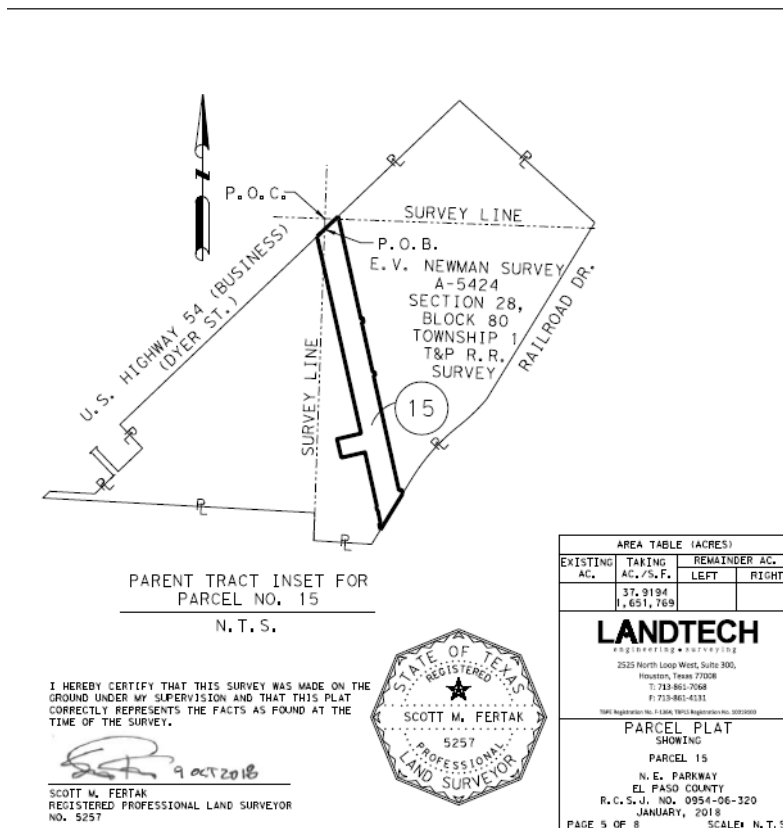 P.O.C.
SURVEY LINE
P.O.B.
E.V. NEWMAN SURVEY
A-5424
SECTION 28,
BLOCK 80
TOWNSHIP 1
T&P R.R.
SURVEY
RAILROAD DR.
U.S. HIGHWAY 54 (BUSINESS)
(DYER ST.)
SURVEY LINE
15
PARENT TRACT INSET FOR
PARCEL NO. 15
N.T.S.
I HEREBY CERTIFY THAT THIS SURVEY WAS MADE ON THE
GROUND UNDER MY SUPERVISION AND THAT THIS PLAT
CORRECTLY REPRESENTS THE FACTS AS FOUND AT THE
TIME OF THE SURVEY.
9 OCT 2018
SCOTT M. FERTAK
REGISTERED PROFESSIONAL LAND SURVEYOR
NO. 5257
STATE OF TEXAS
REGISTERED
SCOTT M. FERTAK
5257
PROFESSIONAL
LAND SURVEYOR
AREA TABLE (ACRES)
EXISTING AC.
TAKING AC./S.F.
REMAINDER AC.
LEFT
RIGHT
37.9194
1,651,769
LANDTECH
engineering • surveying
2525 North Loop West, Suite 300,
Houston, Texas 77008
T: 713-861-7068
F: 713-861-4131
PARCEL PLAT
SHOWING
PARCEL 15
N.E. PARKWAY
EL PASO COUNTY
R.C.S.J. NO. 0954-06-320
JANUARY, 2018
PAGE 5 OF 8 SCALE: N.T.S